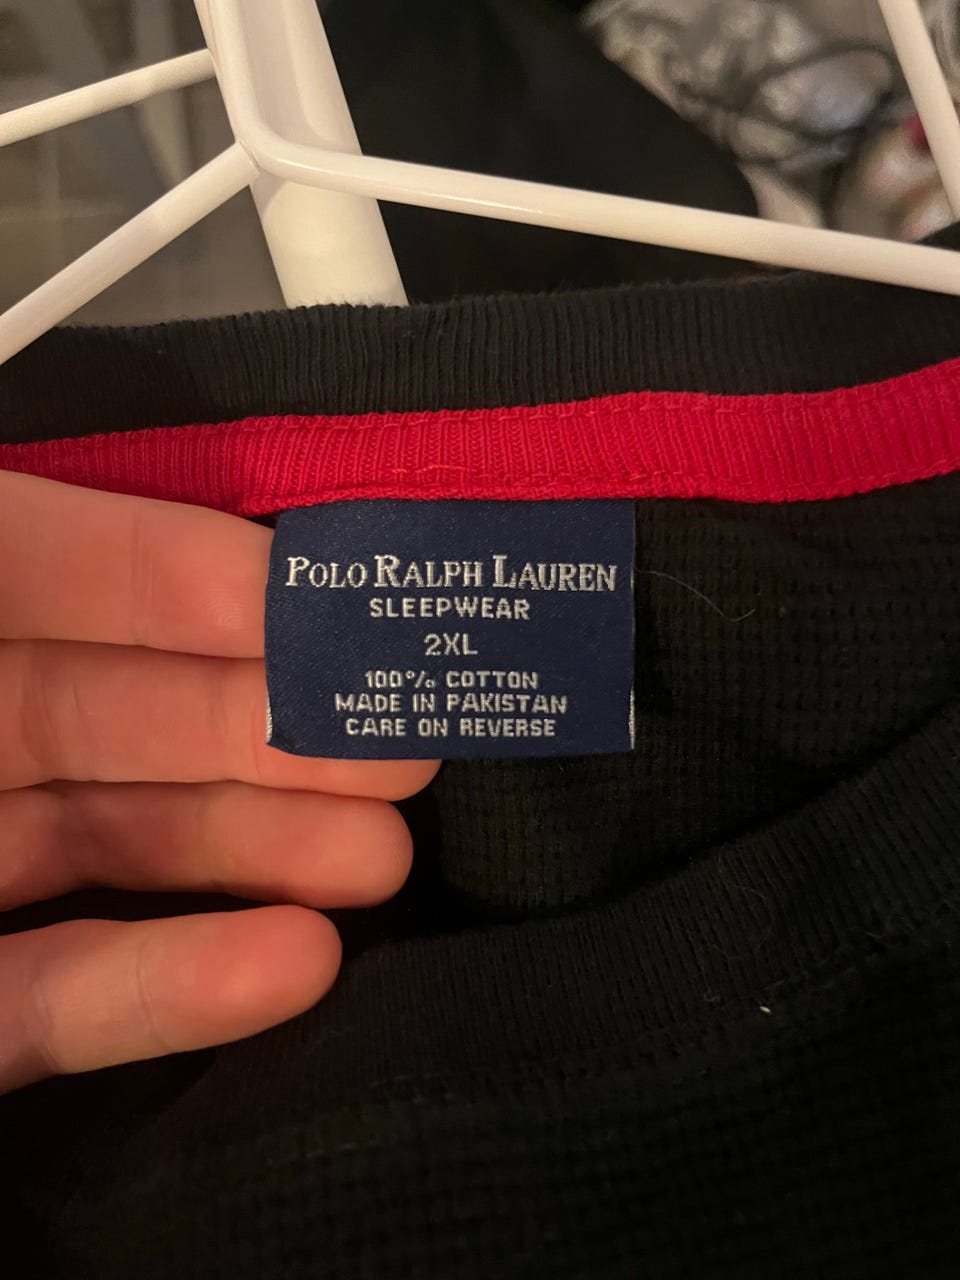 POLO RALPH LAUREN
SLEEPWEAR
2XL
100% COTTON
MADE IN PAKISTAN
CARE ON REVERSE